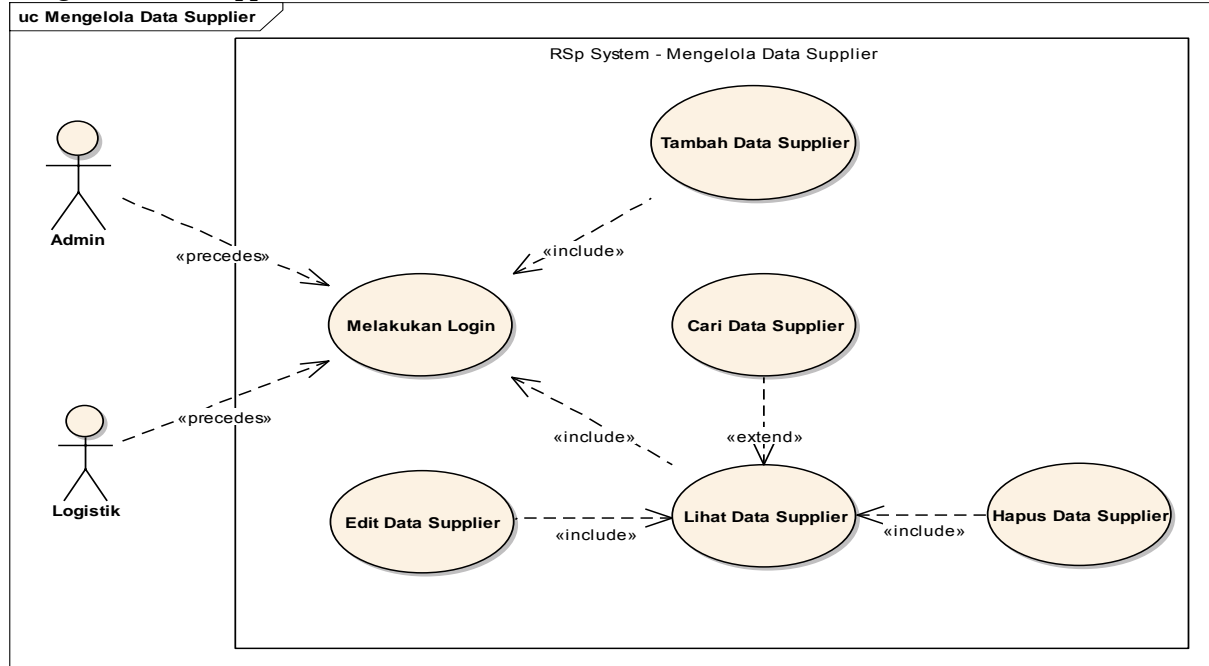 uc Mengelola Data Supplier
RSp System - Mengelola Data Supplier
Tambah Data Supplier
Admin
«precedes»
«include»
Melakukan Login
Cari Data Supplier
«precedes»
«include»
«extend»
Logistik
Edit Data Supplier
Lihat Data Supplier
Hapus Data Supplier
«include»
«include»